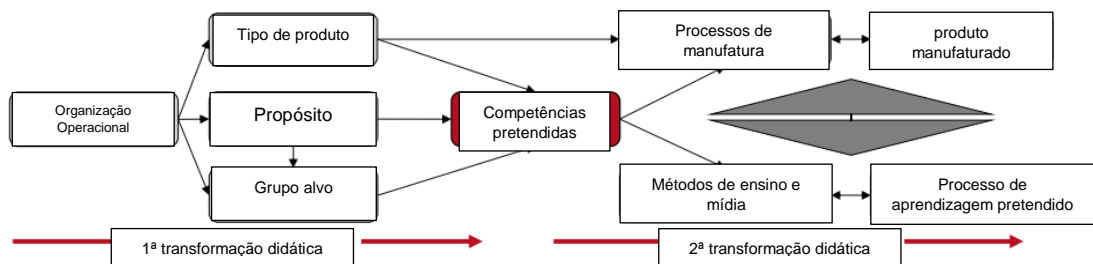 Tipo de produto
Processos de
manufatura
produto
manufaturado
Organização
Operacional
Propósito
Competências
pretendidas
Grupo alvo
Métodos de ensino e
mídia
Processo de
aprendizagem pretendido
1ª transformação didática
2ª transformação didática